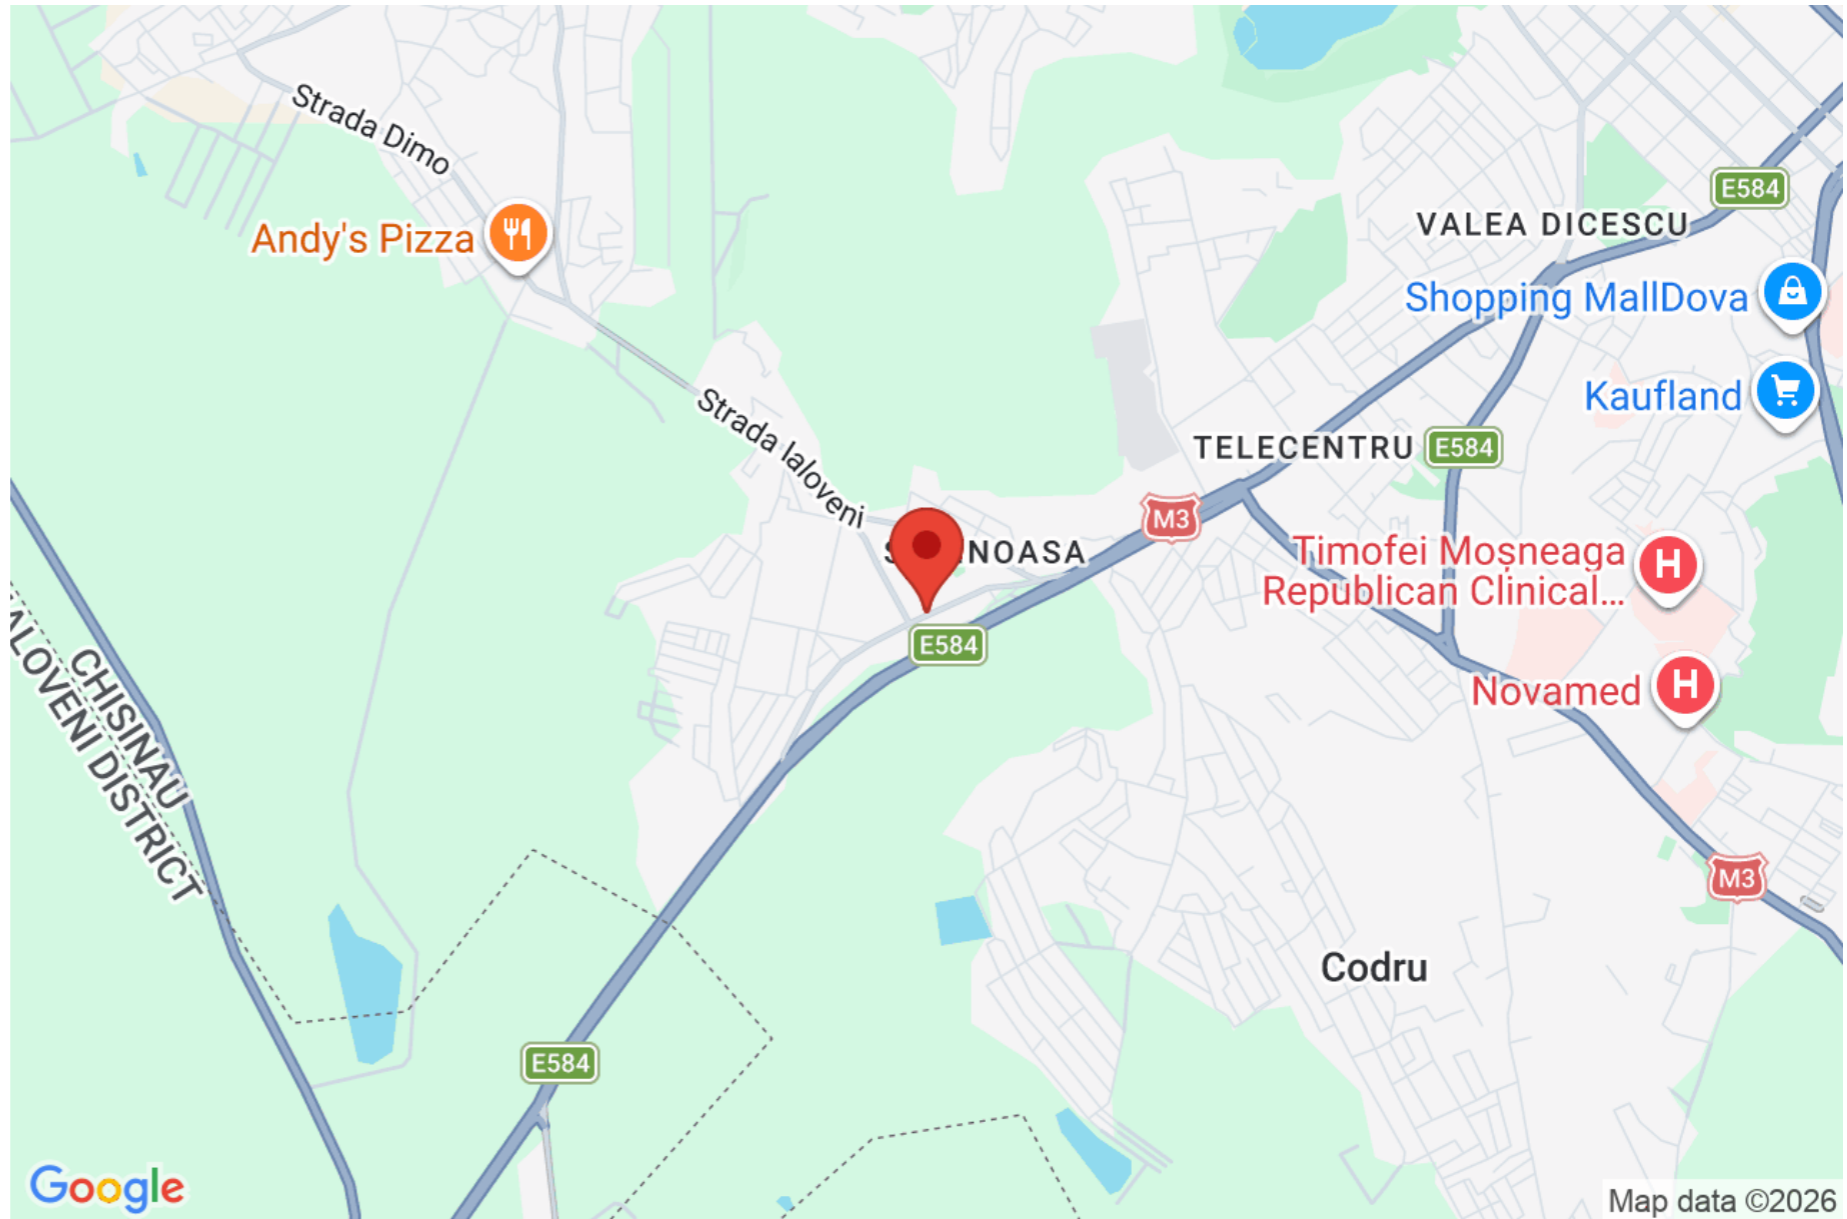 Strada Dimo
E584
VALEA DICESCU
Andy's Pizza
Shopping MallDova
Kaufland
Strada Ialoveni
TELECENTRU
E584
M3
NOASA
Timofei Moșneaga
Republican Clinical...
E584
Novamed
CHISINAU
ALOVENI DISTRICT
M3
Codru
E584
Google
Map data ©2026